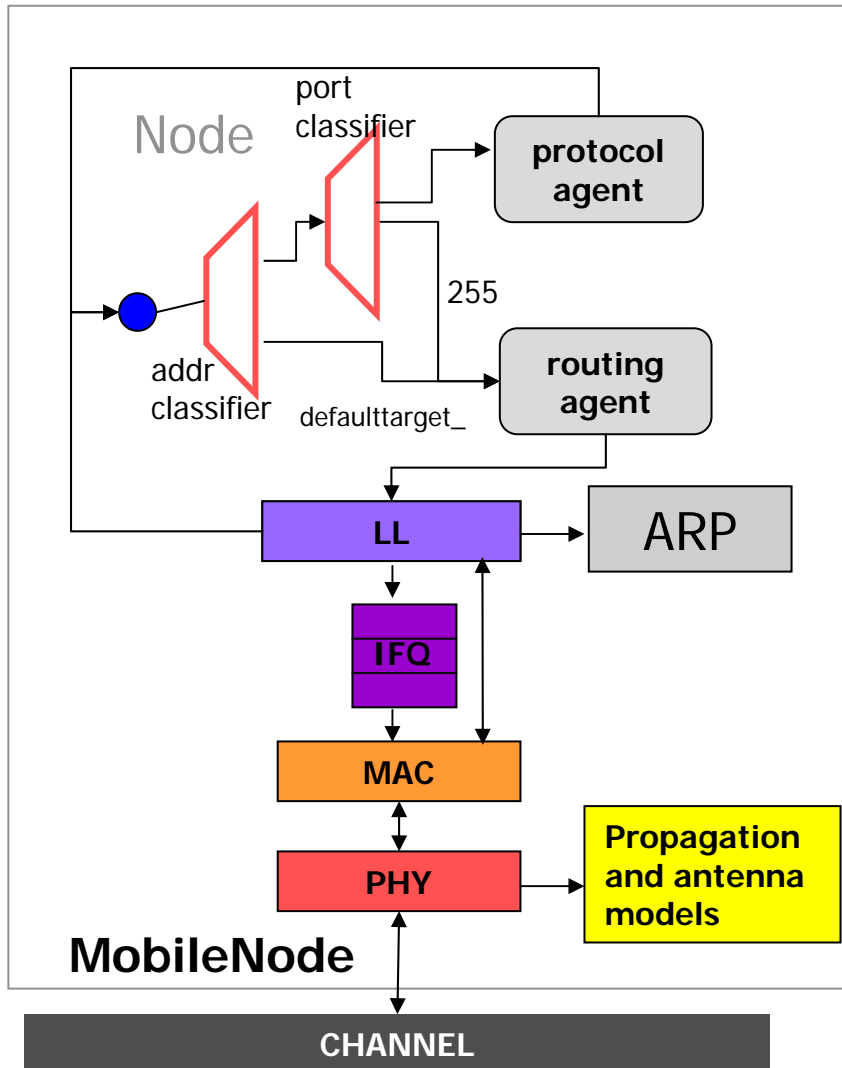 port
classifier
Node
protocol
agent
255
addr
classifier
routing
agent
defaulttarget_
LL
ARP
IFQ
MAC
PHY
Propagation
and antenna
models
MobileNode
CHANNEL